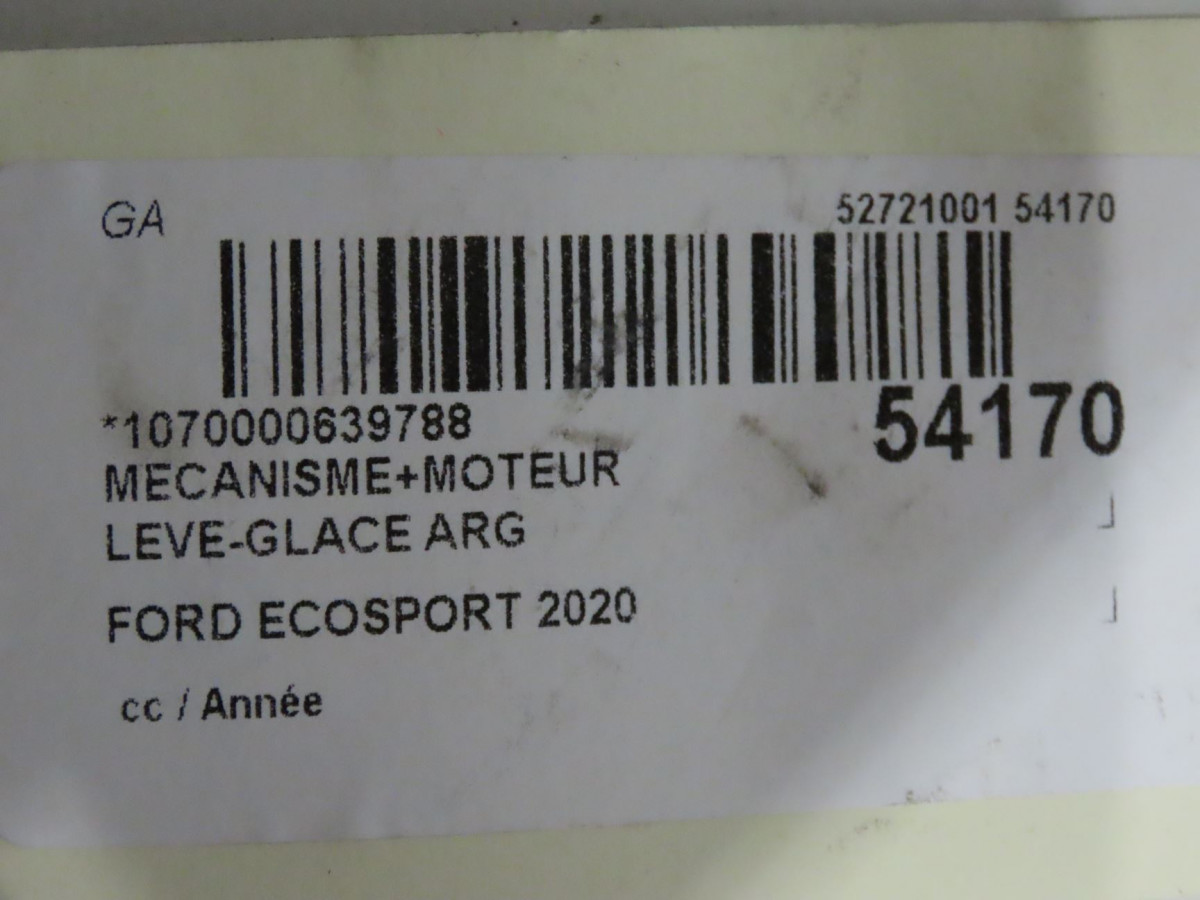 GA
52721001 54170
*1070000639788
54170
MECANISME+MOTEUR
LEVE-GLACE ARG
FORD ECOSPORT 2020
cc / Année